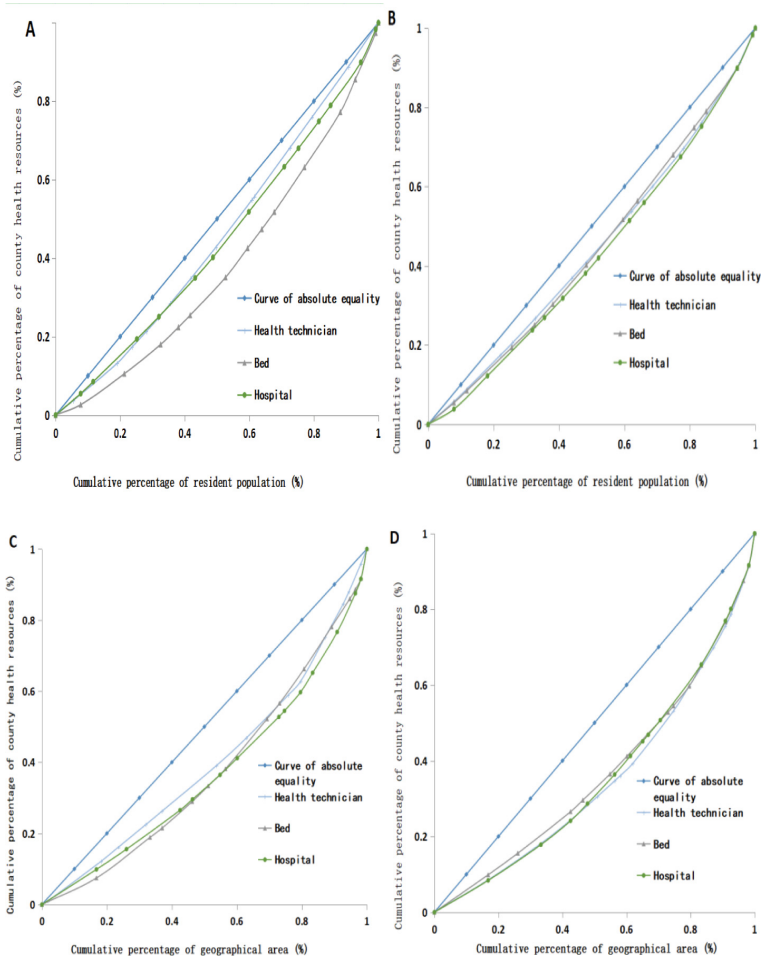 A
Cumulative percentage of county health resources (%)
0.8
0.6
0.4
0.2
0
0
0.2
0.4
0.6
0.8
1
Curve of absolute equality
Health technician
Bed
Hospital
Cumulative percentage of resident population (%)
B
Cumulative percentage of county health resources (%)
1
0.8
0.6
0.4
0.2
0
0
0.2
0.4
0.6
0.8
1
Curve of absolute equality
Health technician
Bed
Hospital
Cumulative percentage of resident population (%)
C
Cumulative percentage of county health resources (%)
1
0.8
0.6
0.4
0.2
0
0
0.2
0.4
0.6
0.8
1
Curve of absolute
equality
Health technician
Bed
Hospital
Cumulative percentage of geographical area (%)
D
Cumulative percentage of county health resources (%)
1
0.8
0.6
0.4
0.2
0
0
0.2
0.4
0.6
0.8
1
Curve of absolute
equality
Health technician
Bed
Hospital
Cumulative percentage of geographical area (%)